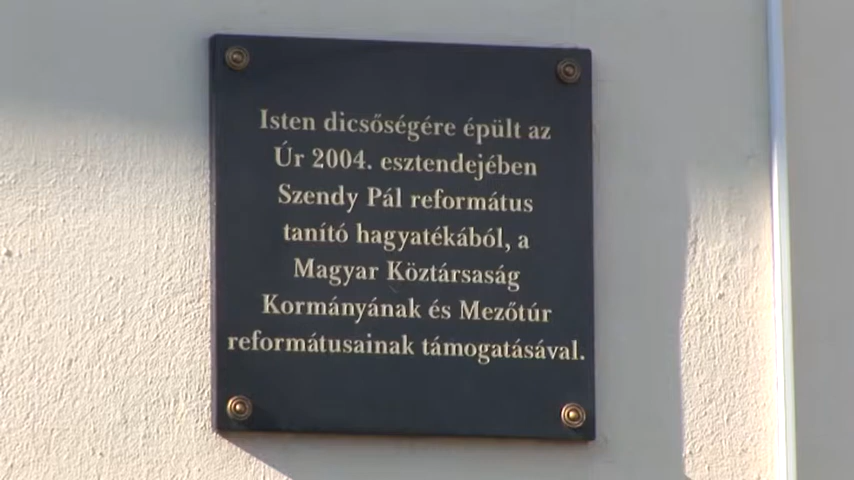 Isten dicsőségére épült az
Úr 2004. esztendejében
Szendy Pál református
tanító hagyatékából, a
Magyar Köztársaság
Kormányának és Mezőtúr
reformátusainak támogatásával.